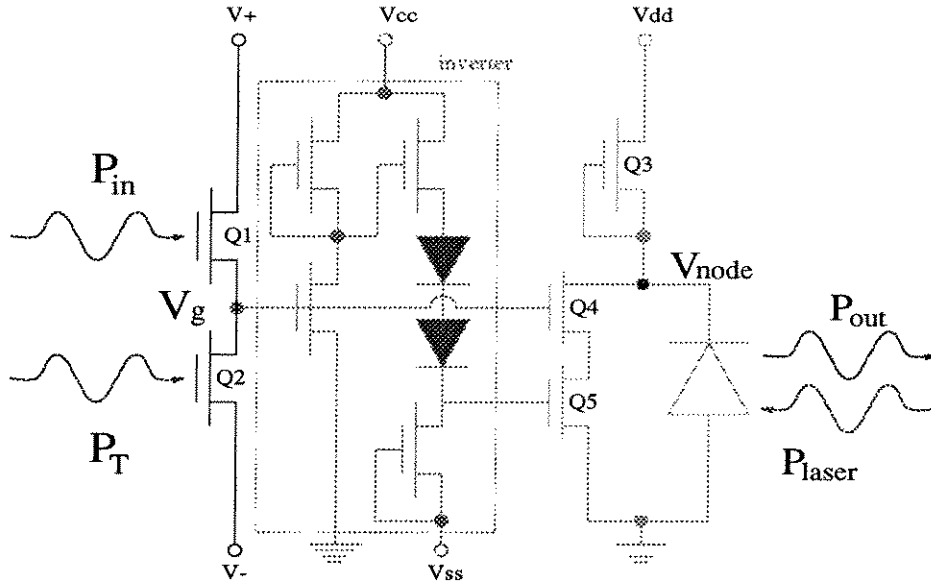 V+
Vcc
Vdd
inverter
Pin
Q1
Q3
Vg
Vnode
Q4
Pout
Q2
Q5
PT
Plaser
V-
Vss